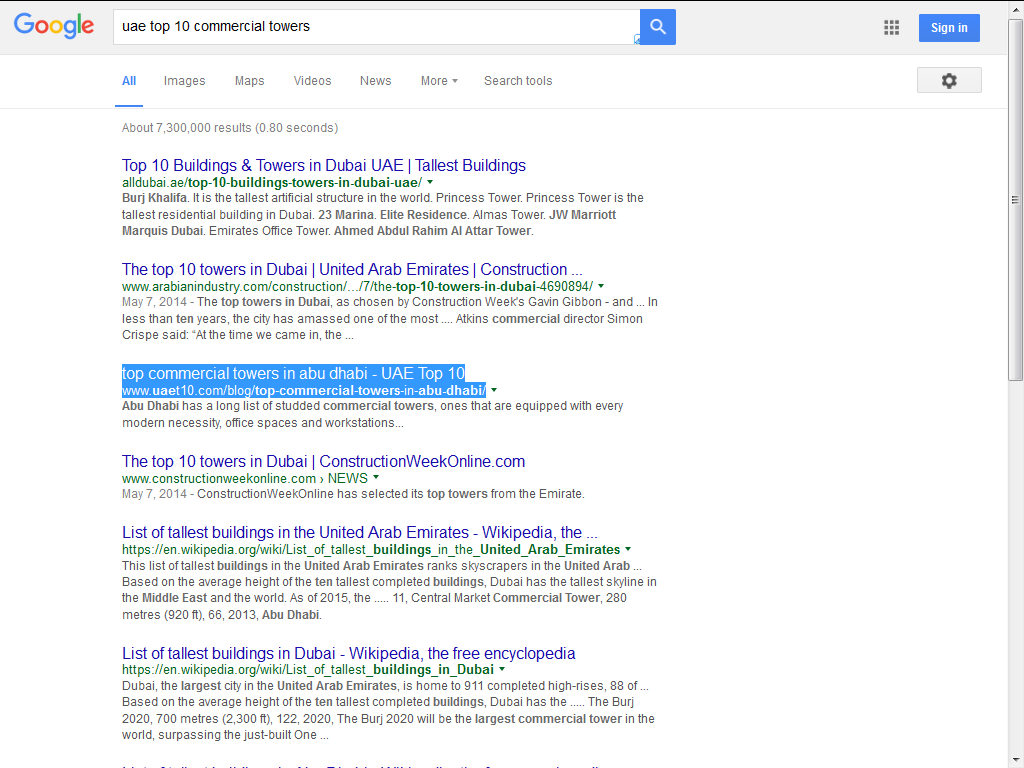 Google
uae top 10 commercial towers
Sign in
All Images Maps Videos News More Search tools
About 7,300,000 results (0.80 seconds)
Top 10 Buildings & Towers in Dubai UAE | Tallest Buildings
alldubai.ae/top-10-buildings-towers-in-dubai-uae/
Burj Khalifa. It is the tallest artificial structure in the world. Princess Tower. Princess Tower is the
tallest residential building in Dubai. 23 Marina. Elite Residence. Almas Tower. JW Marriott
Marquis Dubai. Emirates Office Tower. Ahmed Abdul Rahim Al Attar Tower.
The top 10 towers in Dubai | United Arab Emirates | Construction ...
www.arabianindustry.com/construction/.../7/the-top-10-towers-in-dubai-4690894/
May 7, 2014 - The top towers in Dubai, as chosen by Construction Week's Gavin Gibbon - and ... In
less than ten years, the city has amassed one of the most .... Atkins commercial director Simon
Crispe said: “At the time we came in, the ...
top commercial towers in abu dhabi - UAE Top 10
www.uaet10.com/blog/top-commercial-towers-in-abu-dhabi/
Abu Dhabi has a long list of studded commercial towers, ones that are equipped with every
modern necessity, office spaces and workstations...
The top 10 towers in Dubai | ConstructionWeekOnline.com
www.constructionweekonline.com › NEWS
May 7, 2014 - ConstructionWeekOnline has selected its top towers from the Emirate.
List of tallest buildings in the United Arab Emirates - Wikipedia, the ...
https://en.wikipedia.org/wiki/List_of_tallest_buildings_in_the_United_Arab_Emirates
This list of tallest buildings in the United Arab Emirates ranks skyscrapers in the United Arab ...
Based on the average height of the ten tallest completed buildings, Dubai has the tallest skyline in
the Middle East and the world. As of 2015, the ..... 11, Central Market Commercial Tower, 280
metres (920 ft), 66, 2013, Abu Dhabi.
List of tallest buildings in Dubai - Wikipedia, the free encyclopedia
https://en.wikipedia.org/wiki/List_of_tallest_buildings_in_Dubai
Dubai, the largest city in the United Arab Emirates, is home to 911 completed high-rises, 88 of ...
Based on the average height of the ten tallest completed buildings, Dubai has the ..... The Burj
2020, 700 metres (2,300 ft), 122, 2020, The Burj 2020 will be the largest commercial tower in the
world, surpassing the just-built One ...